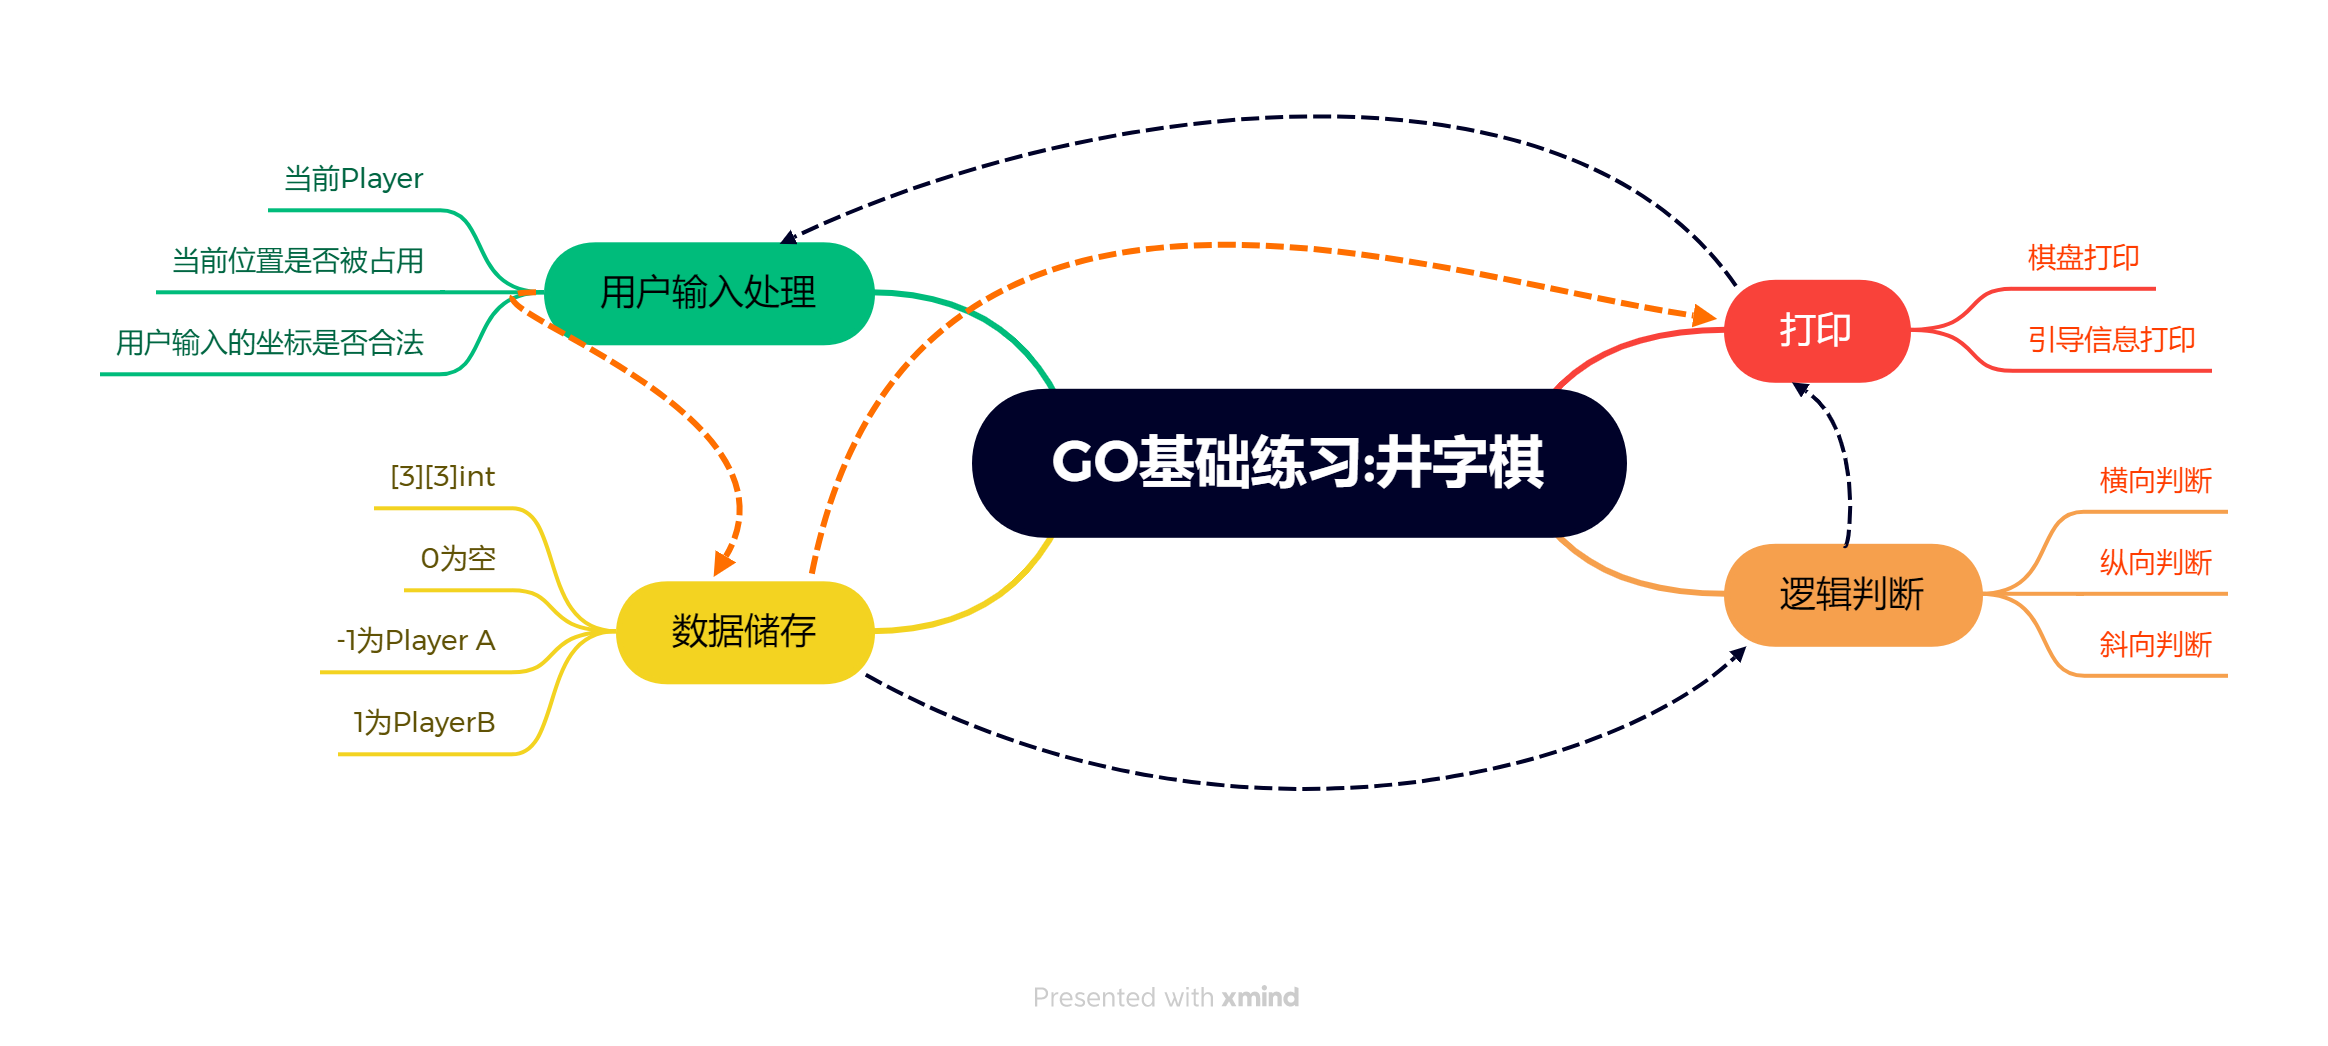 当前Player
当前位置是否被占用
用户输入的坐标是否合法
用户输入处理
[3][3]int
0为空
-1为Player A
1为PlayerB
数据储存
GO基础练习:井字棋
打印
棋盘打印
引导信息打印
逻辑判断
横向判断
纵向判断
斜向判断
Presented with xmind